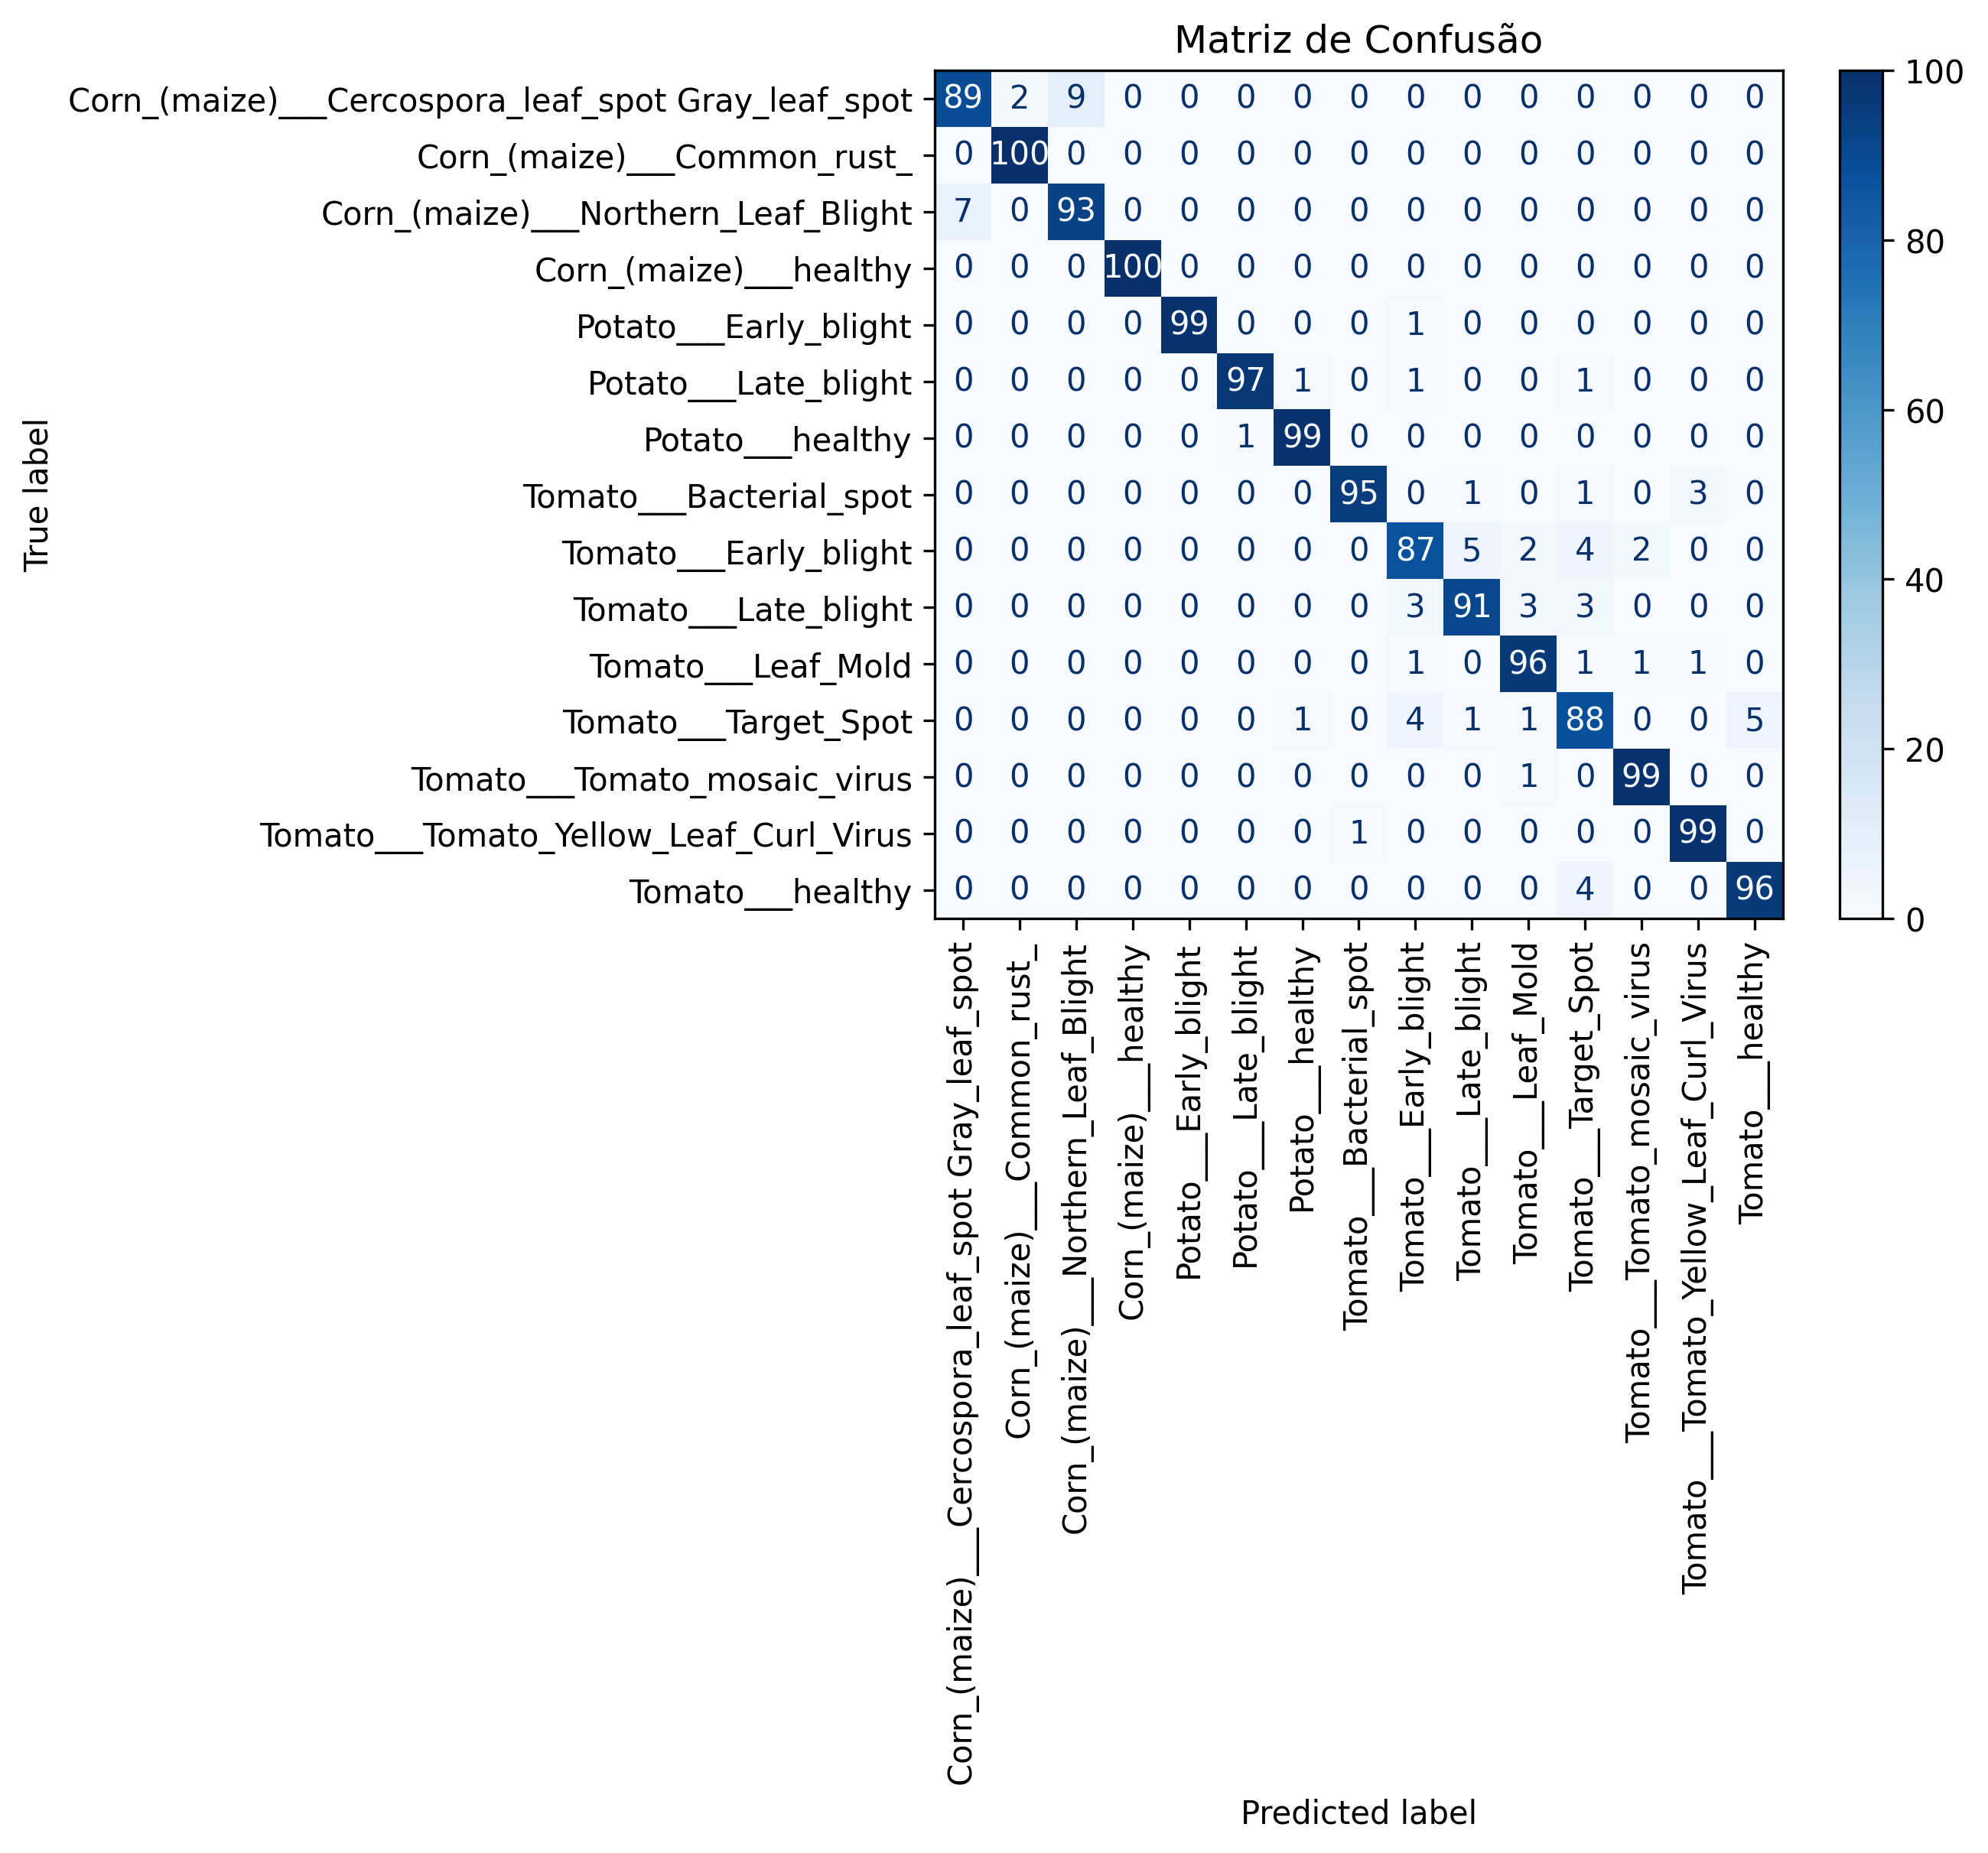 Matriz de Confusão
Corn_(maize)___Cercospora_leaf_spot Gray_leaf_spot 89 2 9 0 0 0 0 0 0 0 0 0 0 0 0
Corn_(maize)___Common_rust_ 0 100 0 0 0 0 0 0 0 0 0 0 0 0 0
Corn_(maize)___Northern_Leaf_Blight 7 0 93 0 0 0 0 0 0 0 0 0 0 0 0
Corn_(maize)___healthy 0 0 0 100 0 0 0 0 0 0 0 0 0 0 0
Potato___Early_blight 0 0 0 0 99 0 0 0 1 0 0 0 0 0 0
Potato___Late_blight 0 0 0 0 0 97 1 0 1 0 0 1 0 0 0
Potato___healthy 0 0 0 0 0 1 99 0 0 0 0 0 0 0 0
Tomato___Bacterial_spot 0 0 0 0 0 0 0 95 0 1 0 1 0 3 0
Tomato___Early_blight 0 0 0 0 0 0 0 0 87 5 2 4 2 0 0
Tomato___Late_blight 0 0 0 0 0 0 0 0 3 91 3 3 0 0 0
Tomato___Leaf_Mold 0 0 0 0 0 0 0 0 1 0 96 1 1 1 0
Tomato___Target_Spot 0 0 0 0 0 0 1 0 4 1 1 88 0 0 5
Tomato___Tomato_mosaic_virus 0 0 0 0 0 0 0 0 0 0 1 0 99 0 0
Tomato___Tomato_Yellow_Leaf_Curl_Virus 0 0 0 0 0 0 0 1 0 0 0 0 0 99 0
Tomato___healthy 0 0 0 0 0 0 0 0 0 0 0 4 0 0 96
True label
Corn_(maize)___Cercospora_leaf_spot Gray_leaf_spot
Corn_(maize)___Common_rust_
Corn_(maize)___Northern_Leaf_Blight
Corn_(maize)___healthy
Potato___Early_blight
Potato___Late_blight
Potato___healthy
Tomato___Bacterial_spot
Tomato___Early_blight
Tomato___Late_blight
Tomato___Leaf_Mold
Tomato___Target_Spot
Tomato___Tomato_mosaic_virus
Tomato___Tomato_Yellow_Leaf_Curl_Virus
Tomato___healthy
Predicted label
100
80
60
40
20
0